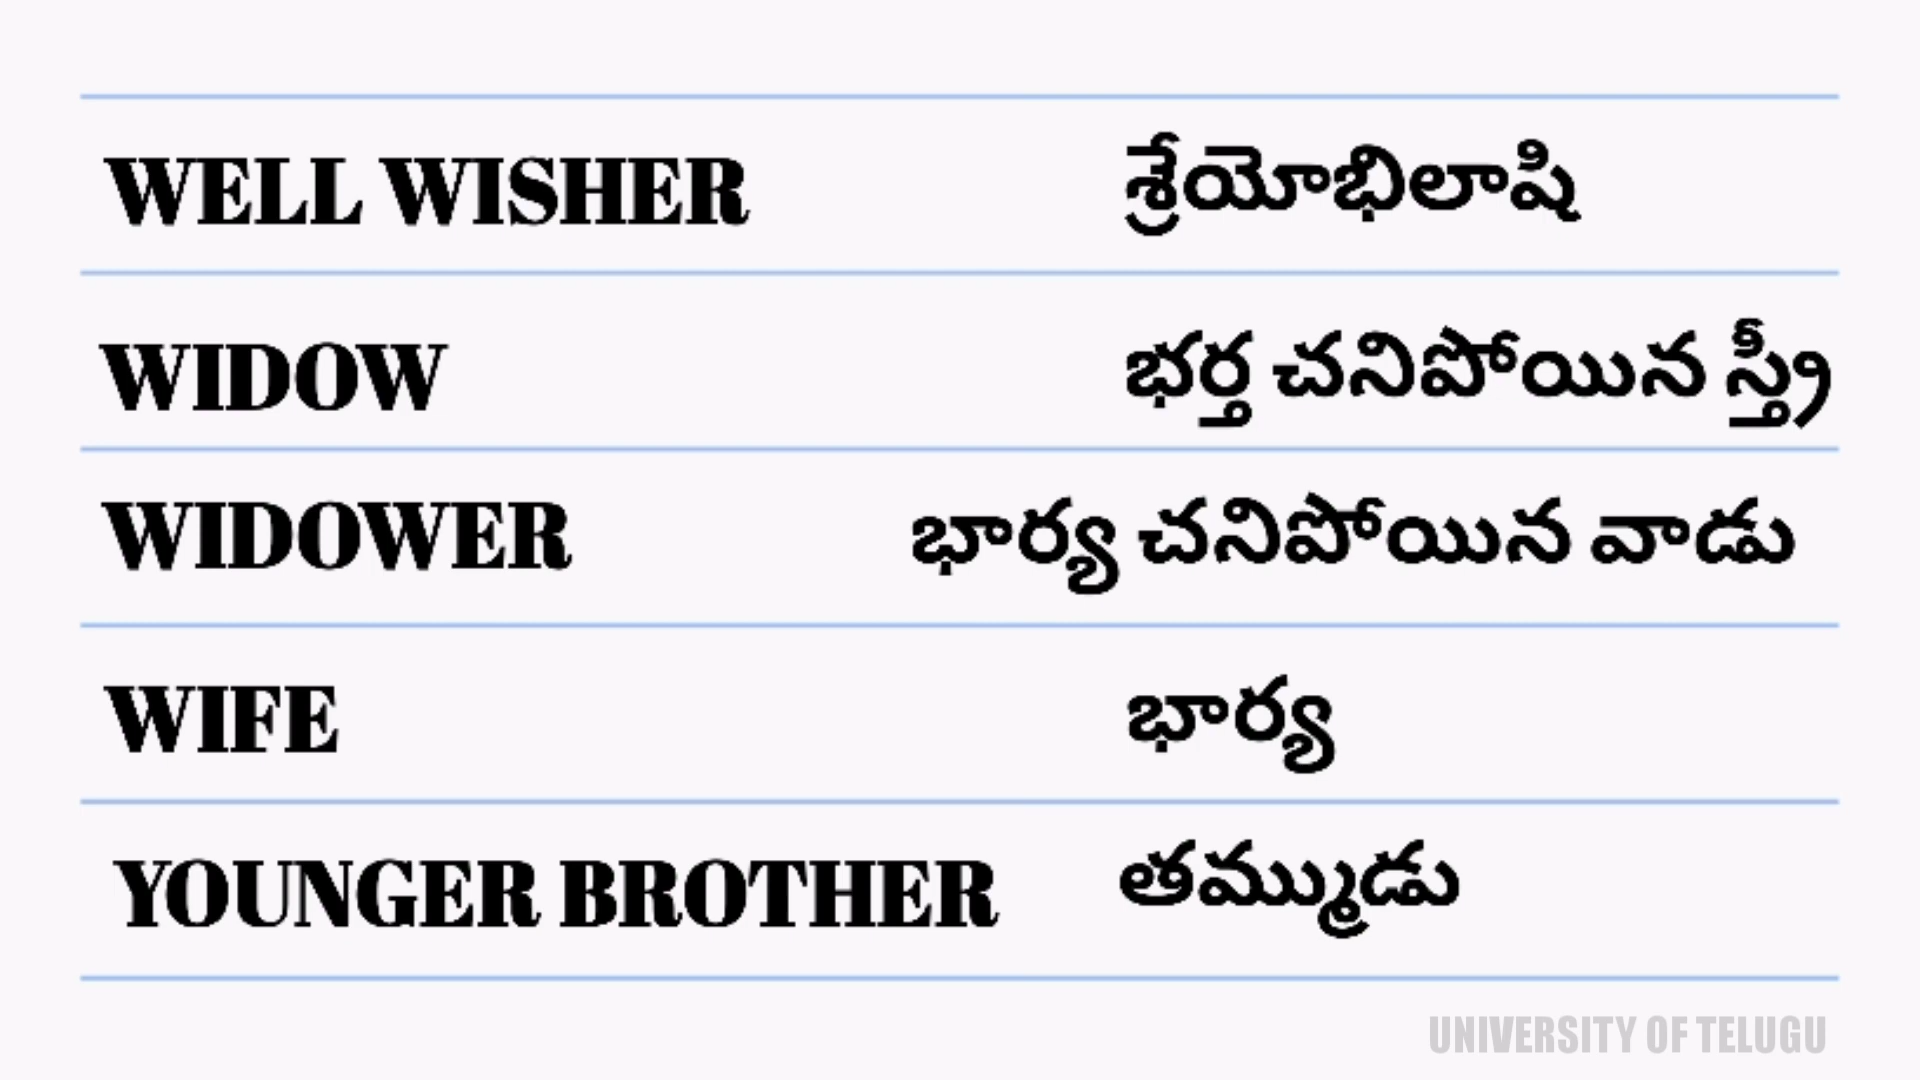 WELL WISHER శ్రేయోభిలాషి
WIDOW భర్త చనిపోయిన స్త్రీ
WIDOWER భార్య చనిపోయిన వాడు
WIFE భార్య
YOUNGER BROTHER తమ్ముడు
UNIVERSITY OF TELUGU